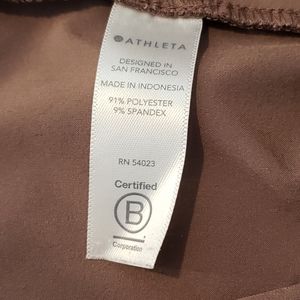 ATHLETA
DESIGNED IN
SAN FRANCISCO
MADE IN INDONESIA
91% POLYESTER
9% SPANDEX
RN 54023
Certified
B
Corporation